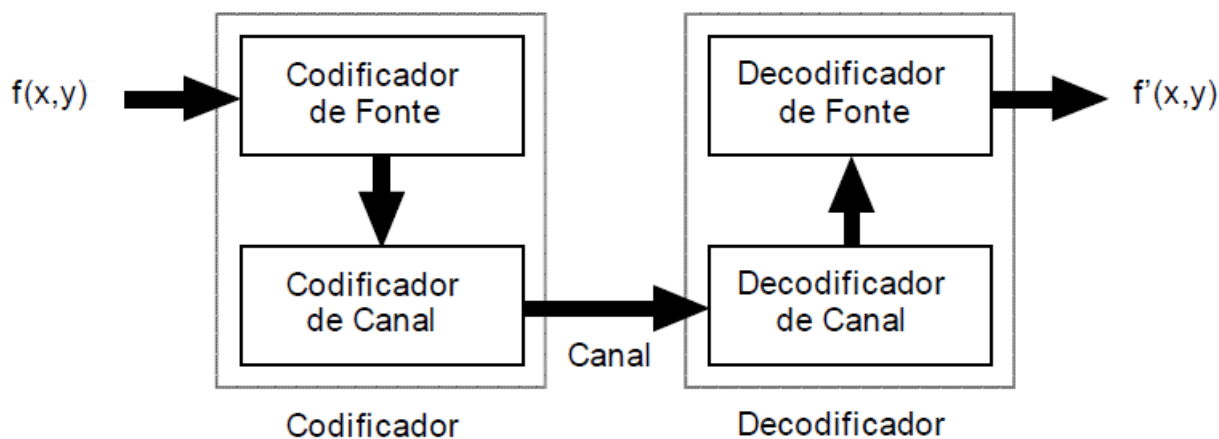 f(x,y)
Codificador
de Fonte
Codificador
de Canal
Canal
Codificador
Decodificador
de Fonte
f'(x,y)
Decodificador
de Canal
Decodificador